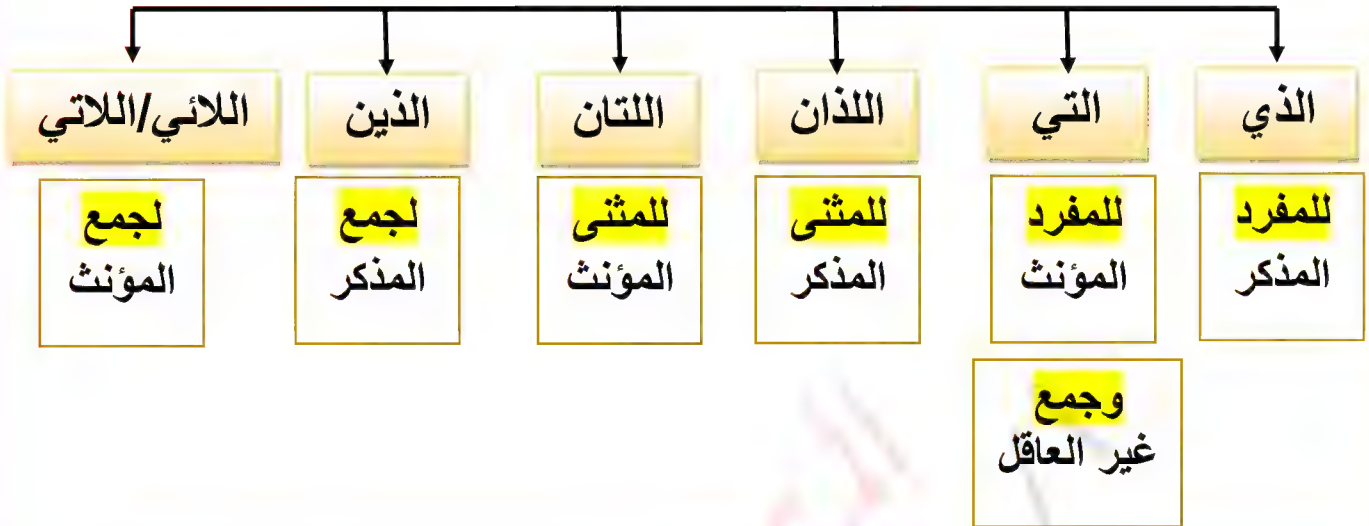 الذي
التي
اللذان
اللتان
الذين
اللائي/اللاتي
للمفرد
المذكر
للمفرد
المؤنث
للمثنى
المذكر
للمثنى
المؤنث
لجمع
المذكر
لجمع
المؤنث
وجمع
غير العاقل